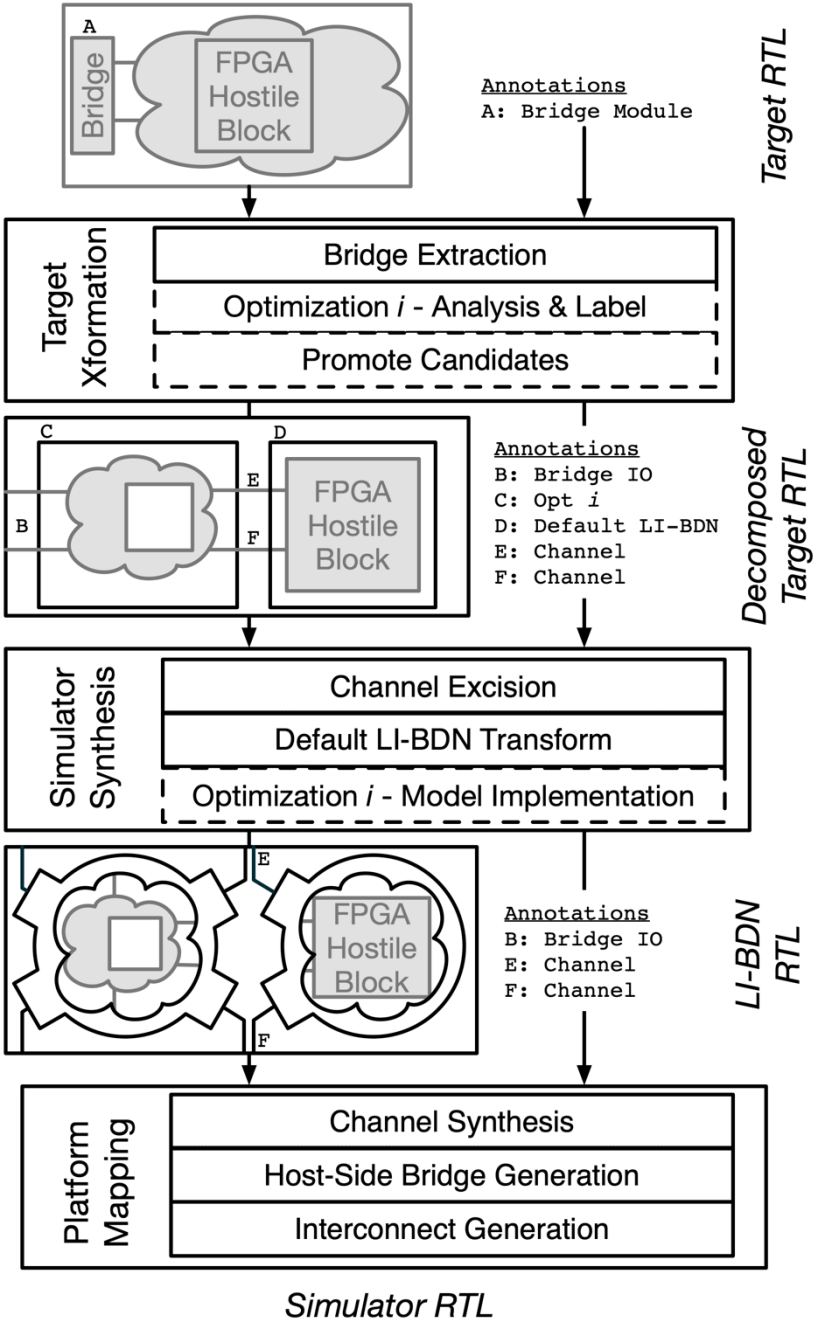 A
Bridge
FPGA
Hostile
Block
Annotations
A: Bridge Module
Target RTL
Target
Xformation
Bridge Extraction
Optimization i - Analysis & Label
Promote Candidates
C
D
B
E
F
FPGA
Hostile
Block
Annotations
B: Bridge IO
C: Opt i
D: Default LI-BDN
E: Channel
F: Channel
Decomposed
Target RTL
Simulator
Synthesis
Channel Excision
Default LI-BDN Transform
Optimization i - Model Implementation
E
FPGA
Hostile
Block
F
Annotations
B: Bridge IO
E: Channel
F: Channel
LI-BDN
RTL
Platform
Mapping
Channel Synthesis
Host-Side Bridge Generation
Interconnect Generation
Simulator RTL